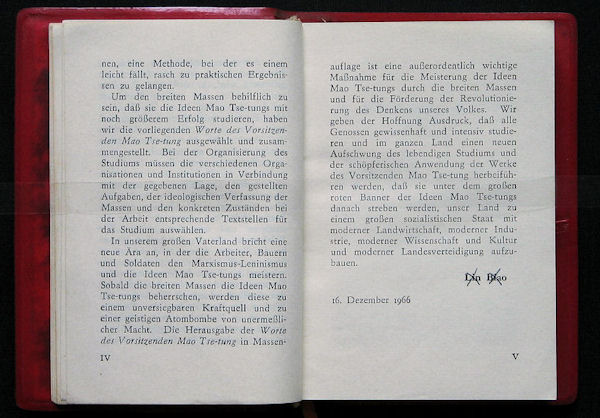 nen, eine Methode, bei der es einem
leicht fällt, rasch zu praktischen Ergebnis-
sen zu gelangen.
Um den breiten Massen behilflich zu
sein, daß sie die Ideen Mao Tse-tungs mit
noch größerem Erfolg studieren, haben
wir die vorliegenden Worte des Vorsitzen-
den Mao Tse-tung ausgewählt und zusam-
mengestellt. Bei der Organisierung des
Studiums müssen die verschiedenen Orga-
nisationen und Institutionen in Verbindung
mit der gegebenen Lage, den gestellten
Aufgaben, der ideologischen Verfassung der
Massen und den konkreten Zuständen bei
der Arbeit entsprechende Textstellen für
das Studium auswählen.
In unserem großen Vaterland bricht eine
neue Ära an, in der die Arbeiter, Bauern
und Soldaten den Marxismus-Leninismus
und die Ideen Mao Tse-tungs meistern.
Sobald die breiten Massen die Ideen Mao
Tse-tungs beherrschen, werden diese zu
einem unversiegbaren Kraftquell und zu
einer geistigen Atombombe von unermeßli-
cher Macht. Die Herausgabe der Worte
des Vorsitzenden Mao Tse-tung in Massen-
IV
auflage ist eine außerordentlich wichtige
Maßnahme für die Meisterung der Ideen
Mao Tse-tungs durch die breiten Massen
und für die Förderung der Revolutionie-
rung des Denkens unseres Volkes. Wir
geben der Hoffnung Ausdruck, daß alle
Genossen gewissenhaft und intensiv studie-
ren und im ganzen Land einen neuen
Aufschwung des lebendigen Studiums und
der schöpferischen Anwendung der Werke
des Vorsitzenden Mao Tse-tung herbeifüh-
ren werden, daß sie unter dem großen
roten Banner der Ideen Mao Tse-tungs
danach streben werden, unser Land zu
einem großen sozialistischen Staat mit
moderner Landwirtschaft, moderner Indu-
strie, moderner Wissenschaft und Kultur
und moderner Landesverteidigung aufzu-
bauen.
Lin Biao
16. Dezember 1966
V